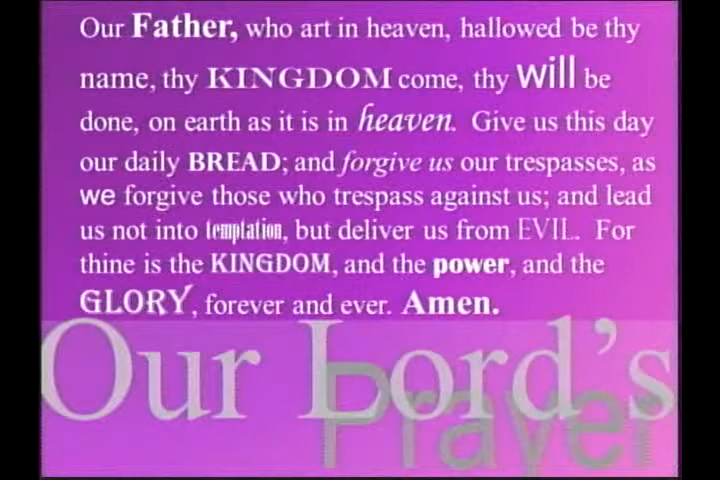 Our Father, who art in heaven, hallowed be thy
name, thy KINGDOM come, thy will be
done, on earth as it is in heaven. Give us this day
our daily BREAD; and forgive us our trespasses, as
we forgive those who trespass against us; and lead
us not into temptation, but deliver us from EVIL. For
thine is the KINGDOM, and the power, and the
GLORY, forever and ever. Amen.
Our Lord's
Prayer